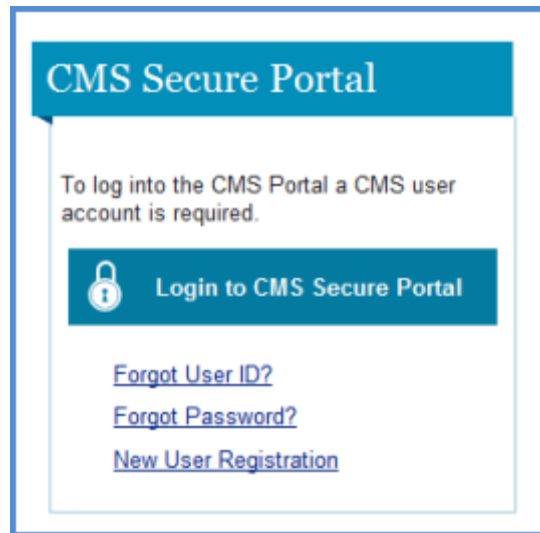 CMS Secure Portal
To log into the CMS Portal a CMS user
account is required.
Login to CMS Secure Portal
Forgot User ID?
Forgot Password?
New User Registration